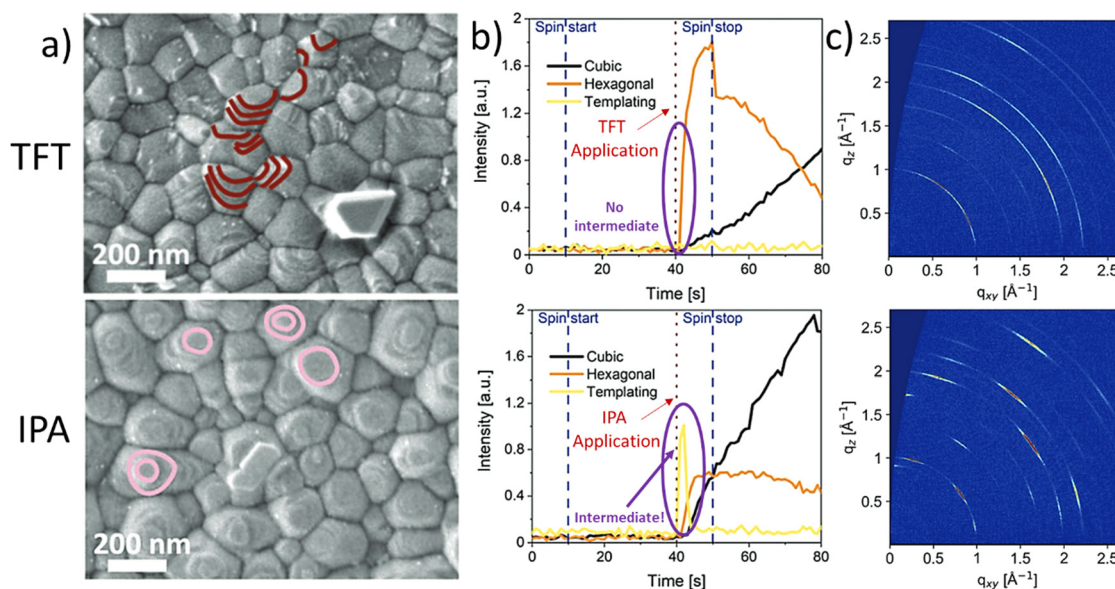 a)
TFT
200 nm
b)
2
1.6
1.2
0.8
0.4
0
Intensity [a.u.]
Spin start
Spin stop
Cubic
Hexagonal
Templating
TFT
Application
No
intermediate
0 20 40 60 80
Time [s]
c)
2.5
2
1.5
1
0.5
qz [Å⁻¹]
0 0.5 1 1.5 2 2.5
qxy [Å⁻¹]
IPA
200 nm
2
1.6
1.2
0.8
0.4
0
Intensity [a.u.]
Spin start
Spin stop
Cubic
Hexagonal
Templating
IPA
Application
Intermediate!
0 20 40 60 80
Time [s]
2.5
2
1.5
1
0.5
qz [Å⁻¹]
0 0.5 1 1.5 2 2.5
qxy [Å⁻¹]